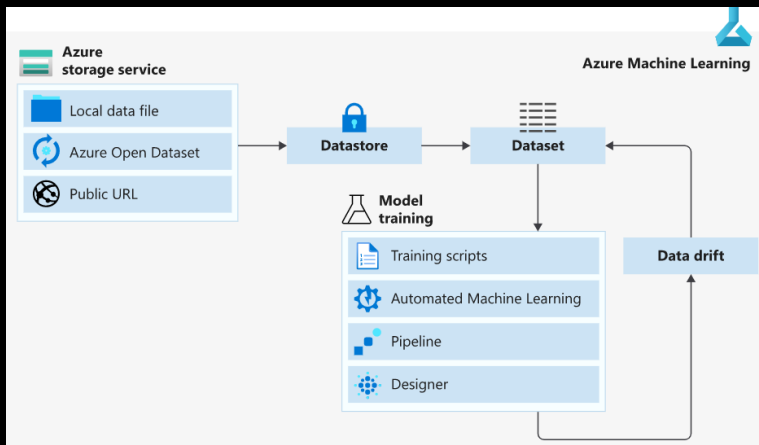 Azure
storage service
Azure Machine Learning
Local data file
Azure Open Dataset
Public URL
Datastore
Dataset
Model
training
Training scripts
Automated Machine Learning
Pipeline
Designer
Data drift